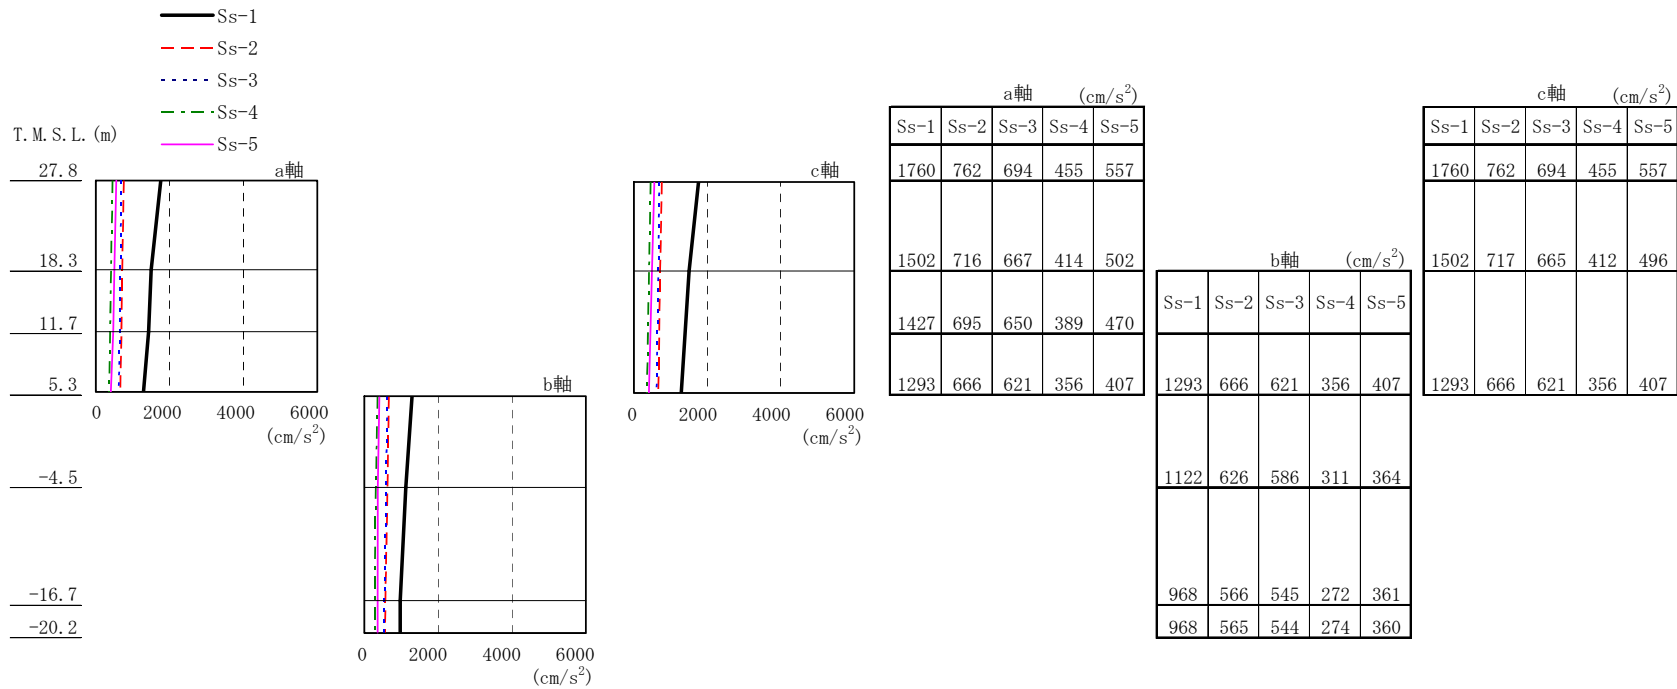 Ss-1
Ss-2
Ss-3
Ss-4
Ss-5
T.M.S.L.(m)
27.8
18.3
11.7
5.3
-4.5
-16.7
-20.2
a軸
0 2000 4000 6000
(cm/s²)
b軸
0 2000 4000 6000
(cm/s²)
c軸
0 2000 4000 6000
(cm/s²)
a軸 (cm/s²)
Ss-1 Ss-2 Ss-3 Ss-4 Ss-5
1760 762 694 455 557
1502 716 667 414 502
1427 695 650 389 470
1293 666 621 356 407
b軸 (cm/s²)
Ss-1 Ss-2 Ss-3 Ss-4 Ss-5
1293 666 621 356 407
1122 626 586 311 364
968 566 545 272 361
968 565 544 274 360
c軸 (cm/s²)
Ss-1 Ss-2 Ss-3 Ss-4 Ss-5
1760 762 694 455 557
1502 717 665 412 496
1293 666 621 356 407